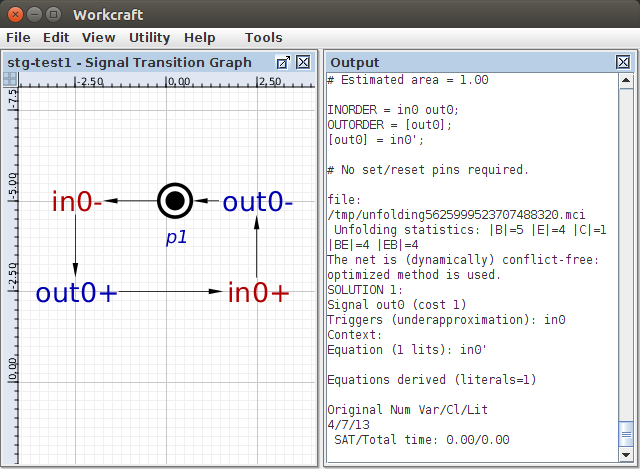 Workcraft
File Edit View Utility Help Tools
stg-test1 - Signal Transition Graph
-2,50 0,00 2,50
-7,5
-5,00
-2,50
0,00
in0-
out0-
p1
out0+
in0+
Output
# Estimated area = 1.00
INORDER = in0 out0;
OUTORDER = [out0];
[out0] = in0';
# No set/reset pins required.
file:
/tmp/unfolding5625999523707488320.mci
Unfolding statistics: |B|=5 |E|=4 |C|=1
|BE|=4 |EB|=4
The net is (dynamically) conflict-free:
optimized method is used.
SOLUTION 1:
Signal out0 (cost 1)
Triggers (underapproximation): in0
Context:
Equation (1 lits): in0'
Equations derived (literals=1)
Original Num Var/Cl/Lit
4/7/13
SAT/Total time: 0.00/0.00